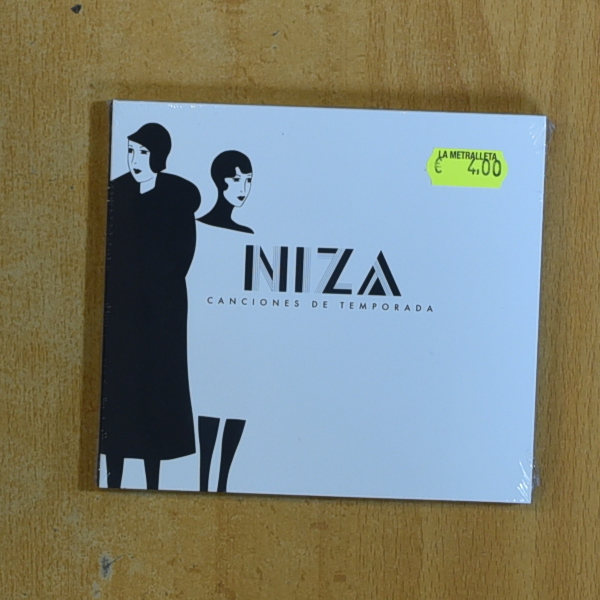 LA METRALLETA
€ 4,00
NIZA
CANCIONES DE TEMPORADA